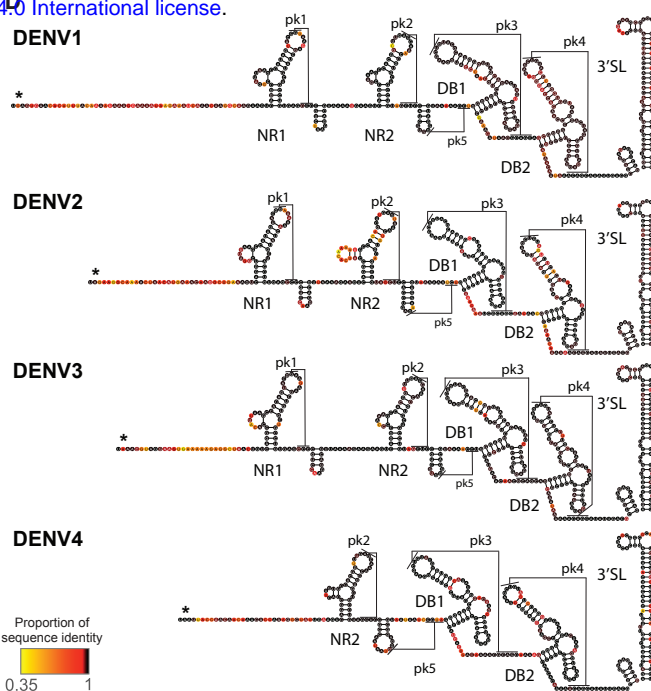 4.0 International license.
DENV1
pk1
pk2
pk3
pk4
3'SL
DB1
*
NR1
NR2
pk5
DB2
DENV2
pk1
pk2
pk3
pk4
3'SL
DB1
*
NR1
NR2
pk5
DB2
DENV3
pk1
pk2
pk3
pk4
3'SL
DB1
*
NR1
NR2
pk5
DB2
DENV4
pk2
pk3
pk4
3'SL
DB1
*
NR2
pk5
DB2
Proportion of
sequence identity
0.35 1